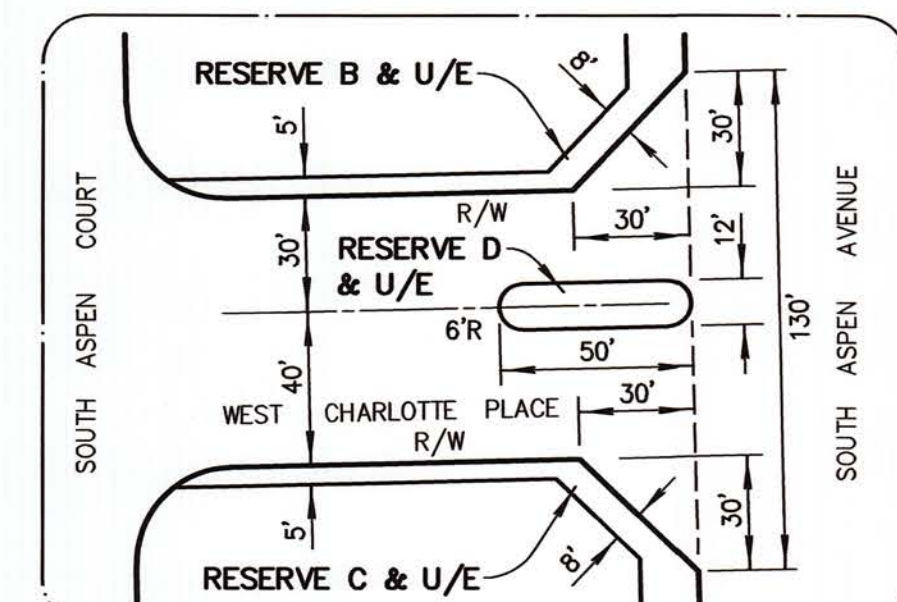 RESERVE B & U/E
8'
5'
30'
R/W
30'
12'
30'
RESERVE D
& U/E
6'R
50'
130'
40'
30'
WEST CHARLOTTE PLACE
R/W
5'
30'
8'
RESERVE C & U/E
SOUTH ASPEN COURT
SOUTH ASPEN AVENUE